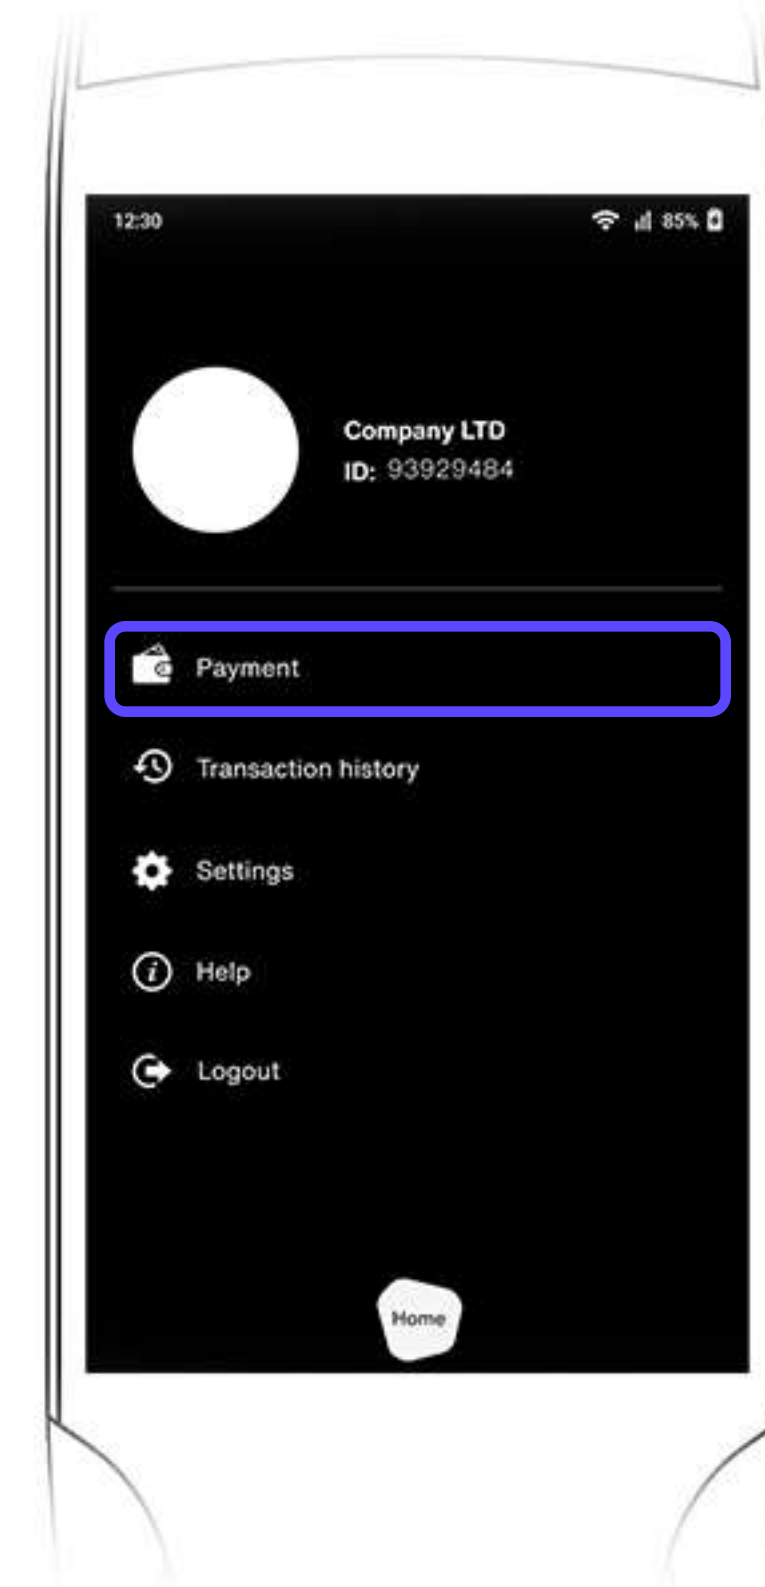 12:30 85%
Company LTD
ID: 93929484
Payment
Transaction history
Settings
Help
Logout
Home